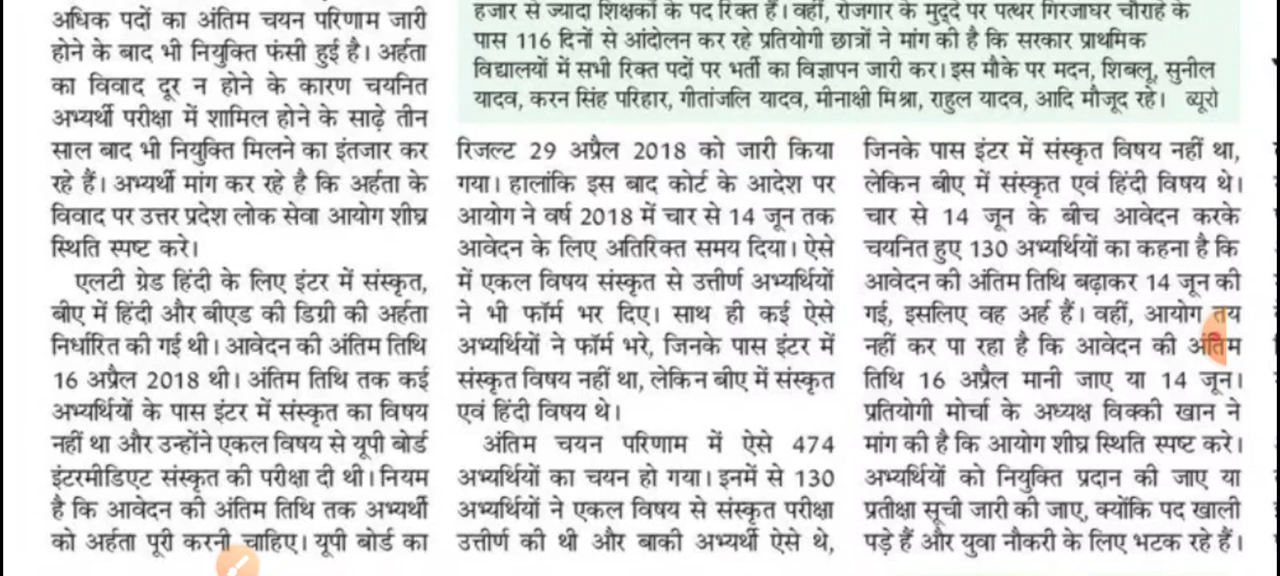 अधिक पदों का अंतिम चयन परिणाम जारी
होने के बाद भी नियुक्ति फंसी हुई है। अर्हता
का विवाद दूर न होने के कारण चयनित
अभ्यर्थी परीक्षा में शामिल होने के साढ़े तीन
साल बाद भी नियुक्ति मिलने का इंतजार कर
रहे हैं। अभ्यर्थी मांग कर रहे है कि अर्हता के
विवाद पर उत्तर प्रदेश लोक सेवा आयोग शीघ्र
स्थिति स्पष्ट करे।
एलटी ग्रेड हिंदी के लिए इंटर में संस्कृत,
बीए में हिंदी और बीएड की डिग्री की अर्हता
निर्धारित की गई थी। आवेदन की अंतिम तिथि
16 अप्रैल 2018 थी। अंतिम तिथि तक कई
अभ्यर्थियों के पास इंटर में संस्कृत का विषय
नहीं था और उन्होंने एकल विषय से यूपी बोर्ड
इंटरमीडिएट संस्कृत की परीक्षा दी थी। नियम
है कि आवेदन की अंतिम तिथि तक अभ्यर्थी
को अर्हता पूरी करनी चाहिए। यूपी बोर्ड का
हजार से ज्यादा शिक्षकों के पद रिक्त हैं। वहीं, रोजगार के मुद्दे पर पत्थर गिरजाघर चौराहे के
पास 116 दिनों से आंदोलन कर रहे प्रतियोगी छात्रों ने मांग की है कि सरकार प्राथमिक
विद्यालयों में सभी रिक्त पदों पर भर्ती का विज्ञापन जारी कर। इस मौके पर मदन, शिबलू, सुनील
यादव, करन सिंह परिहार, गीतांजलि यादव, मीनाक्षी मिश्रा, राहुल यादव, आदि मौजूद रहे। ब्यूरो
रिजल्ट 29 अप्रैल 2018 को जारी किया
गया। हालांकि इस बाद कोर्ट के आदेश पर
आयोग ने वर्ष 2018 में चार से 14 जून तक
आवेदन के लिए अतिरिक्त समय दिया। ऐसे
में एकल विषय संस्कृत से उत्तीर्ण अभ्यर्थियों
ने भी फॉर्म भर दिए। साथ ही कई ऐसे
अभ्यर्थियों ने फॉर्म भरे, जिनके पास इंटर में
संस्कृत विषय नहीं था, लेकिन बीए में संस्कृत
एवं हिंदी विषय थे।
अंतिम चयन परिणाम में ऐसे 474
अभ्यर्थियों का चयन हो गया। इनमें से 130
अभ्यर्थियों ने एकल विषय से संस्कृत परीक्षा
उत्तीर्ण की थी और बाकी अभ्यर्थी ऐसे थे,
जिनके पास इंटर में संस्कृत विषय नहीं था,
लेकिन बीए में संस्कृत एवं हिंदी विषय थे।
चार से 14 जून के बीच आवेदन करके
चयनित हुए 130 अभ्यर्थियों का कहना है कि
आवेदन की अंतिम तिथि बढ़ाकर 14 जून की
गई, इसलिए वह अर्ह हैं। वहीं, आयोग तय
नहीं कर पा रहा है कि आवेदन की अंतिम
तिथि 16 अप्रैल मानी जाए या 14 जून।
प्रतियोगी मोर्चा के अध्यक्ष विक्की खान ने
मांग की है कि आयोग शीघ्र स्थिति स्पष्ट करे।
अभ्यर्थियों को नियुक्ति प्रदान की जाए या
प्रतीक्षा सूची जारी की जाए, क्योंकि पद खाली
पड़े हैं और युवा नौकरी के लिए भटक रहे हैं।